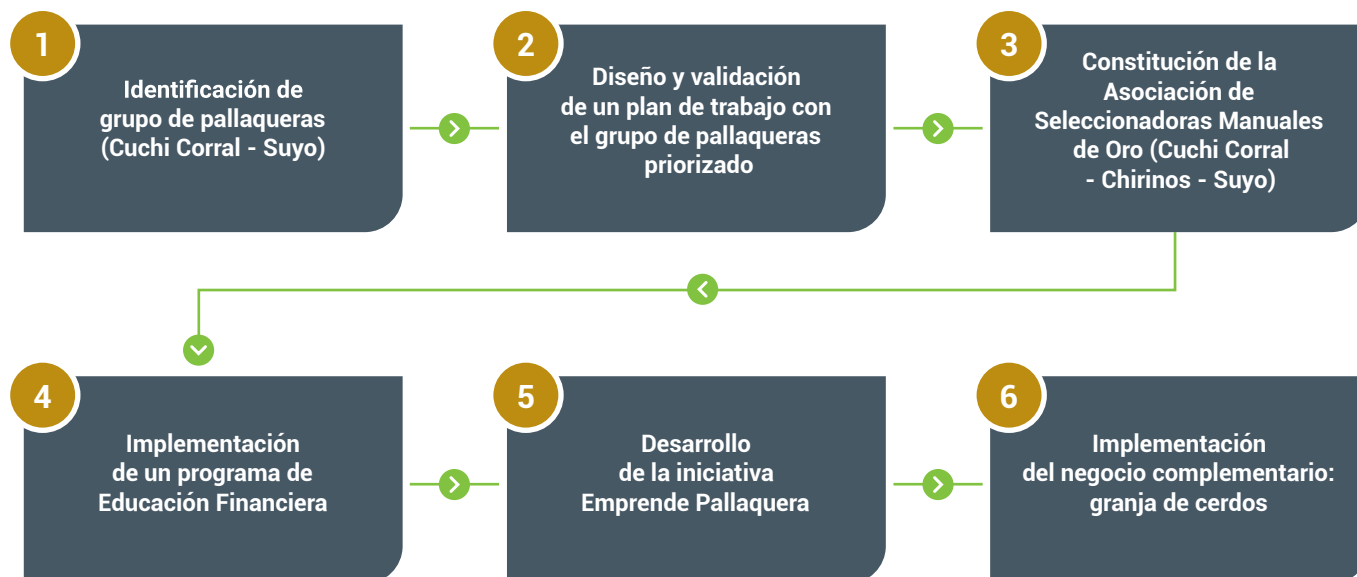 1
Identificación de
grupo de pallaqueras
(Cuchi Corral - Suyo)
2
Diseño y validación
de un plan de trabajo con
el grupo de pallaqueras
priorizado
3
Constitución de la
Asociación de
Seleccionadoras Manuales
de Oro (Cuchi Corral
- Chirinos - Suyo)
4
Implementación
de un programa de
Educación Financiera
5
Desarrollo
de la iniciativa
Emprende Pallaquera
6
Implementación
del negocio complementario:
granja de cerdos